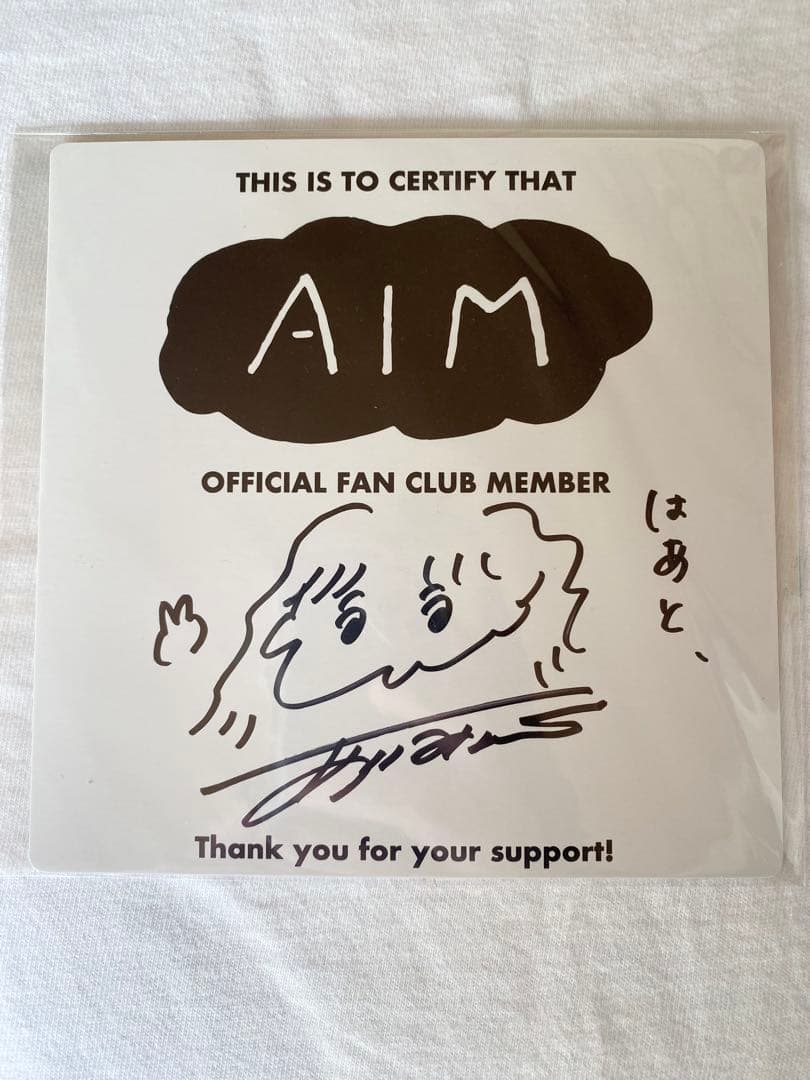 THIS IS TO CERTIFY THAT
AIM
OFFICIAL FAN CLUB MEMBER
はあと、
Thank you for your support!